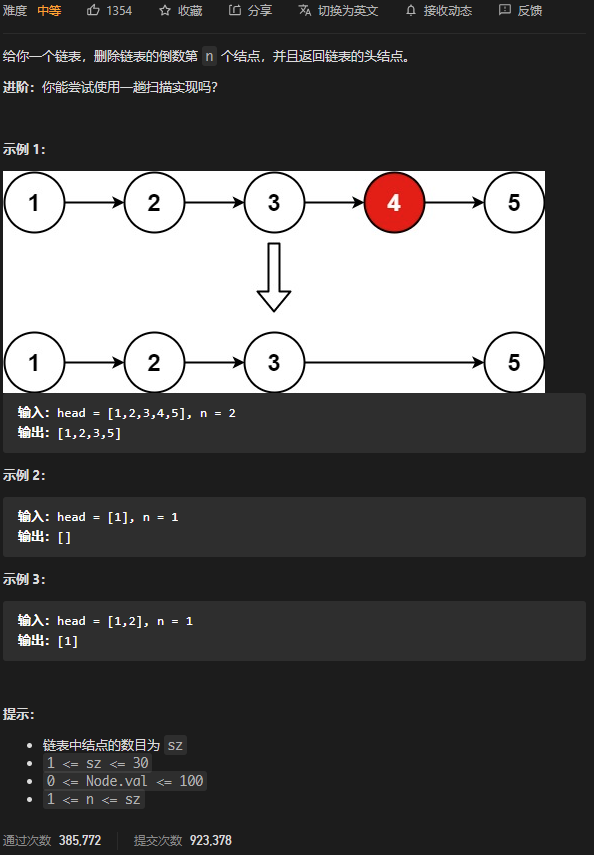 难度 中等 1354 收藏 分享 切换为英文 接收动态 反馈
给你一个链表，删除链表的倒数第 n 个结点，并且返回链表的头结点。
进阶：你能尝试使用一趟扫描实现吗？
示例 1：
1 2 3 4 5
1 2 3 5
输入：head = [1,2,3,4,5], n = 2
输出：[1,2,3,5]
示例 2：
输入：head = [1], n = 1
输出：[]
示例 3：
输入：head = [1,2], n = 1
输出：[1]
提示：
链表中结点的数目为 sz
1 <= sz <= 30
0 <= Node.val <= 100
1 <= n <= sz
通过次数 385,772 提交次数 923,378